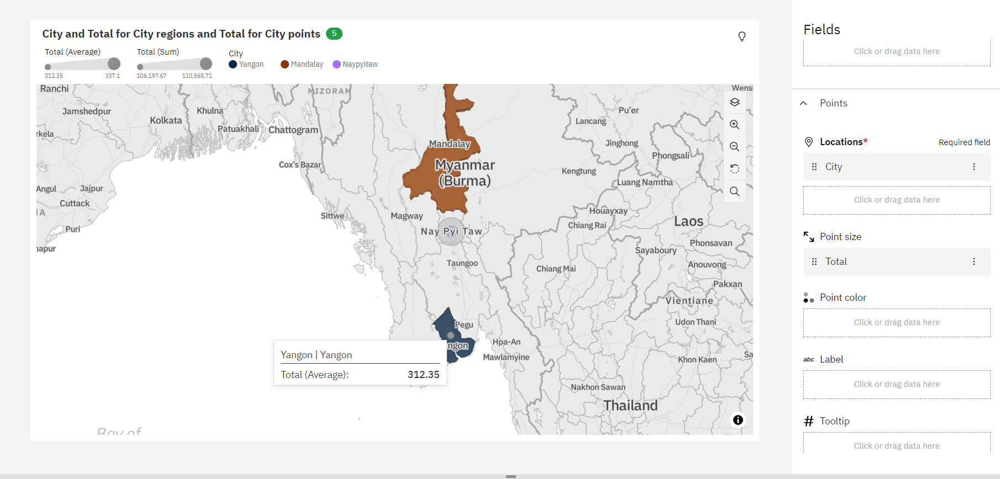 City and Total for City regions and Total for City points 5
Total (Average)
312.35 337.1
Total (Sum)
106,197.67 110,568.71
City
Yangon Mandalay Naypyitaw
Ranchi
MIZORAM
Wensl
Jamshedpur
Khulna
Pu'er
Kolkata
Lancang
rkela
Patuakhali
Chattogram
Mandalay
Jinghong
Phongsali
Cox's Bazar
Myanmar
(Burma)
Kengtung
Luang Namtha
Angul
Jajpur
Cuttack
IA
Sittwe
Magway
Houayxay
Chiang Rai
Laos
Puri
Nay Pyi Taw
Phonsavan
napur
Sayaboury
Taungoo
Chiang Mai
Anouvong
Pakxan
Vientiane
Pegu
Udon Thani
Hpa-An
ngon
Mawlamyine
Khon Kaen
Sa
Yangon | Yangon
Total (Average): 312.35
Nakhon Sawan
Thailand
Bay of
Fields
Click or drag data here
Points
Locations* Required field
City
Click or drag data here
Point size
Total
Point color
Click or drag data here
abc Label
Click or drag data here
# Tooltip
Click or drag data here